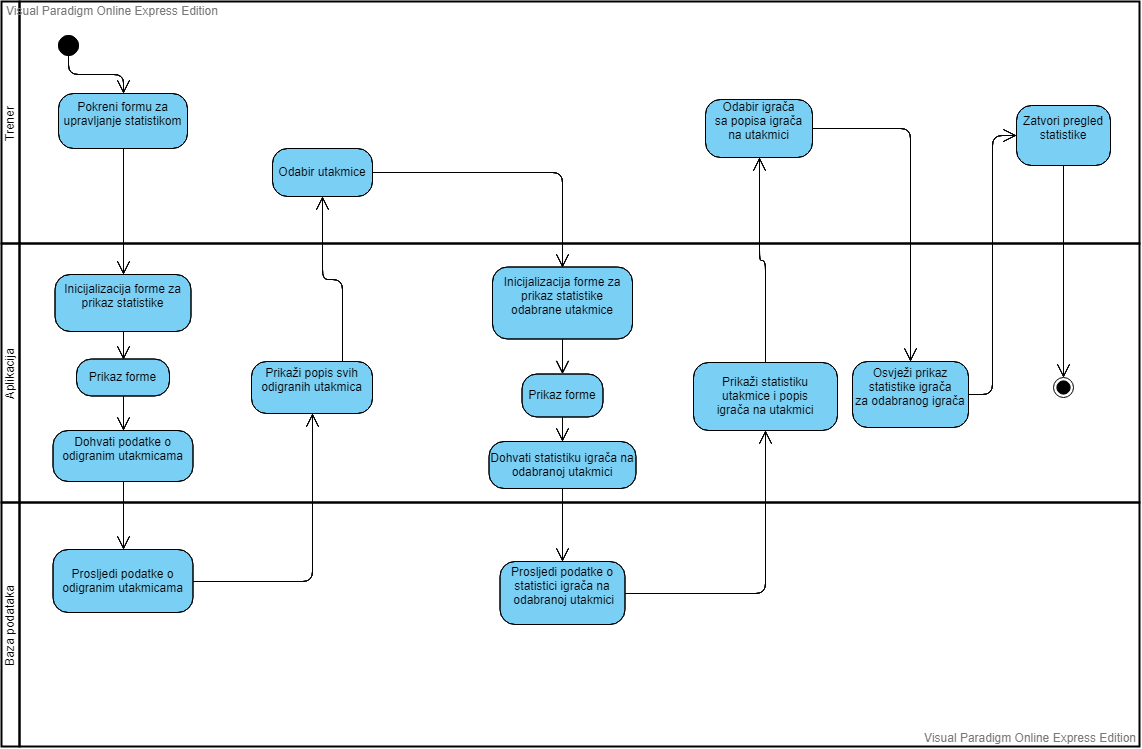 Visual Paradigm Online Express Edition
Trener
Pokreni formu za
upravljanje statistikom
Odabir utakmice
Odabir igrača
sa popisa igrača
na utakmici
Zatvori pregled
statistike
Aplikacija
Inicijalizacija forme za
prikaz statistike
Prikaz forme
Dohvati podatke o
odigranim utakmicama
Prikaži popis svih
odigranih utakmica
Inicijalizacija forme za
prikaz statistike
odabrane utakmice
Prikaz forme
Dohvati statistiku igrača na
odabranoj utakmici
Prikaži statistiku
utakmice i popis
igrača na utakmici
Osvježi prikaz
statistike igrača
za odabranog igrača
Baza podataka
Prosljedi podatke o
odigranim utakmicama
Prosljedi podatke o
statistici igrača na
odabranoj utakmici
Visual Paradigm Online Express Edition